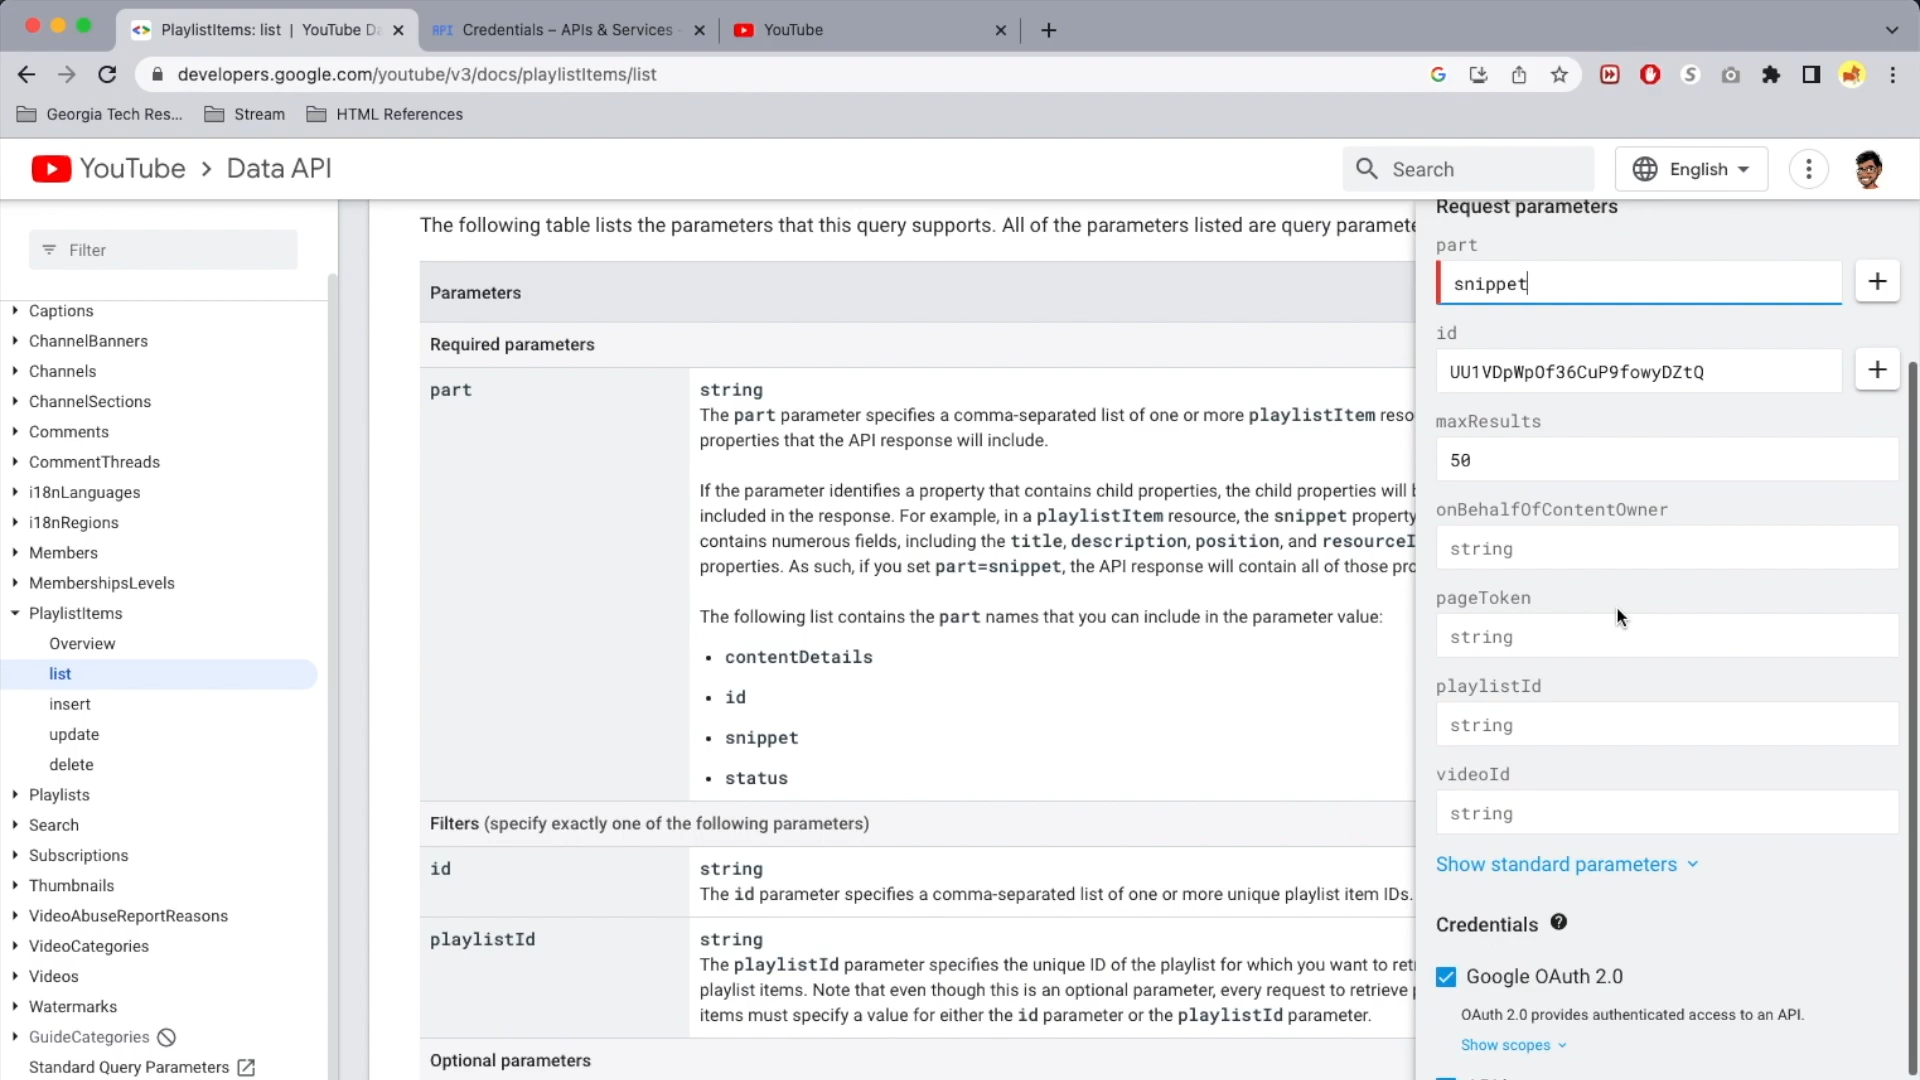 PlaylistItems: list | YouTube Da
API Credentials – APIs & Services -
YouTube
developers.google.com/youtube/v3/docs/playlistItems/list
Georgia Tech Res...
Stream
HTML References
YouTube > Data API
Search
English
Filter
Captions
ChannelBanners
Channels
ChannelSections
Comments
CommentThreads
i18nLanguages
i18nRegions
Members
MembershipsLevels
PlaylistItems
Overview
list
insert
update
delete
Playlists
Search
Subscriptions
Thumbnails
VideoAbuseReportReasons
VideoCategories
Videos
Watermarks
GuideCategories
Standard Query Parameters
The following table lists the parameters that this query supports. All of the parameters listed are query paramete
Parameters
Required parameters
part
string
The part parameter specifies a comma-separated list of one or more playlistItem reso
properties that the API response will include.
If the parameter identifies a property that contains child properties, the child properties will b
included in the response. For example, in a playlistItem resource, the snippet property
contains numerous fields, including the title, description, position, and resourceI
properties. As such, if you set part=snippet, the API response will contain all of those pro
The following list contains the part names that you can include in the parameter value:
• contentDetails
• id
• snippet
• status
Filters (specify exactly one of the following parameters)
id
string
The id parameter specifies a comma-separated list of one or more unique playlist item IDs.
playlistId
string
The playlistId parameter specifies the unique ID of the playlist for which you want to retr
playlist items. Note that even though this is an optional parameter, every request to retrieve p
items must specify a value for either the id parameter or the playlistId parameter.
Optional parameters
Request parameters
part
snippet
id
UU1VDpWpOf36CuP9fowyDZtQ
maxResults
50
onBehalfOfContentOwner
string
pageToken
string
playlistId
string
videoId
string
Show standard parameters
Credentials
Google OAuth 2.0
OAuth 2.0 provides authenticated access to an API.
Show scopes